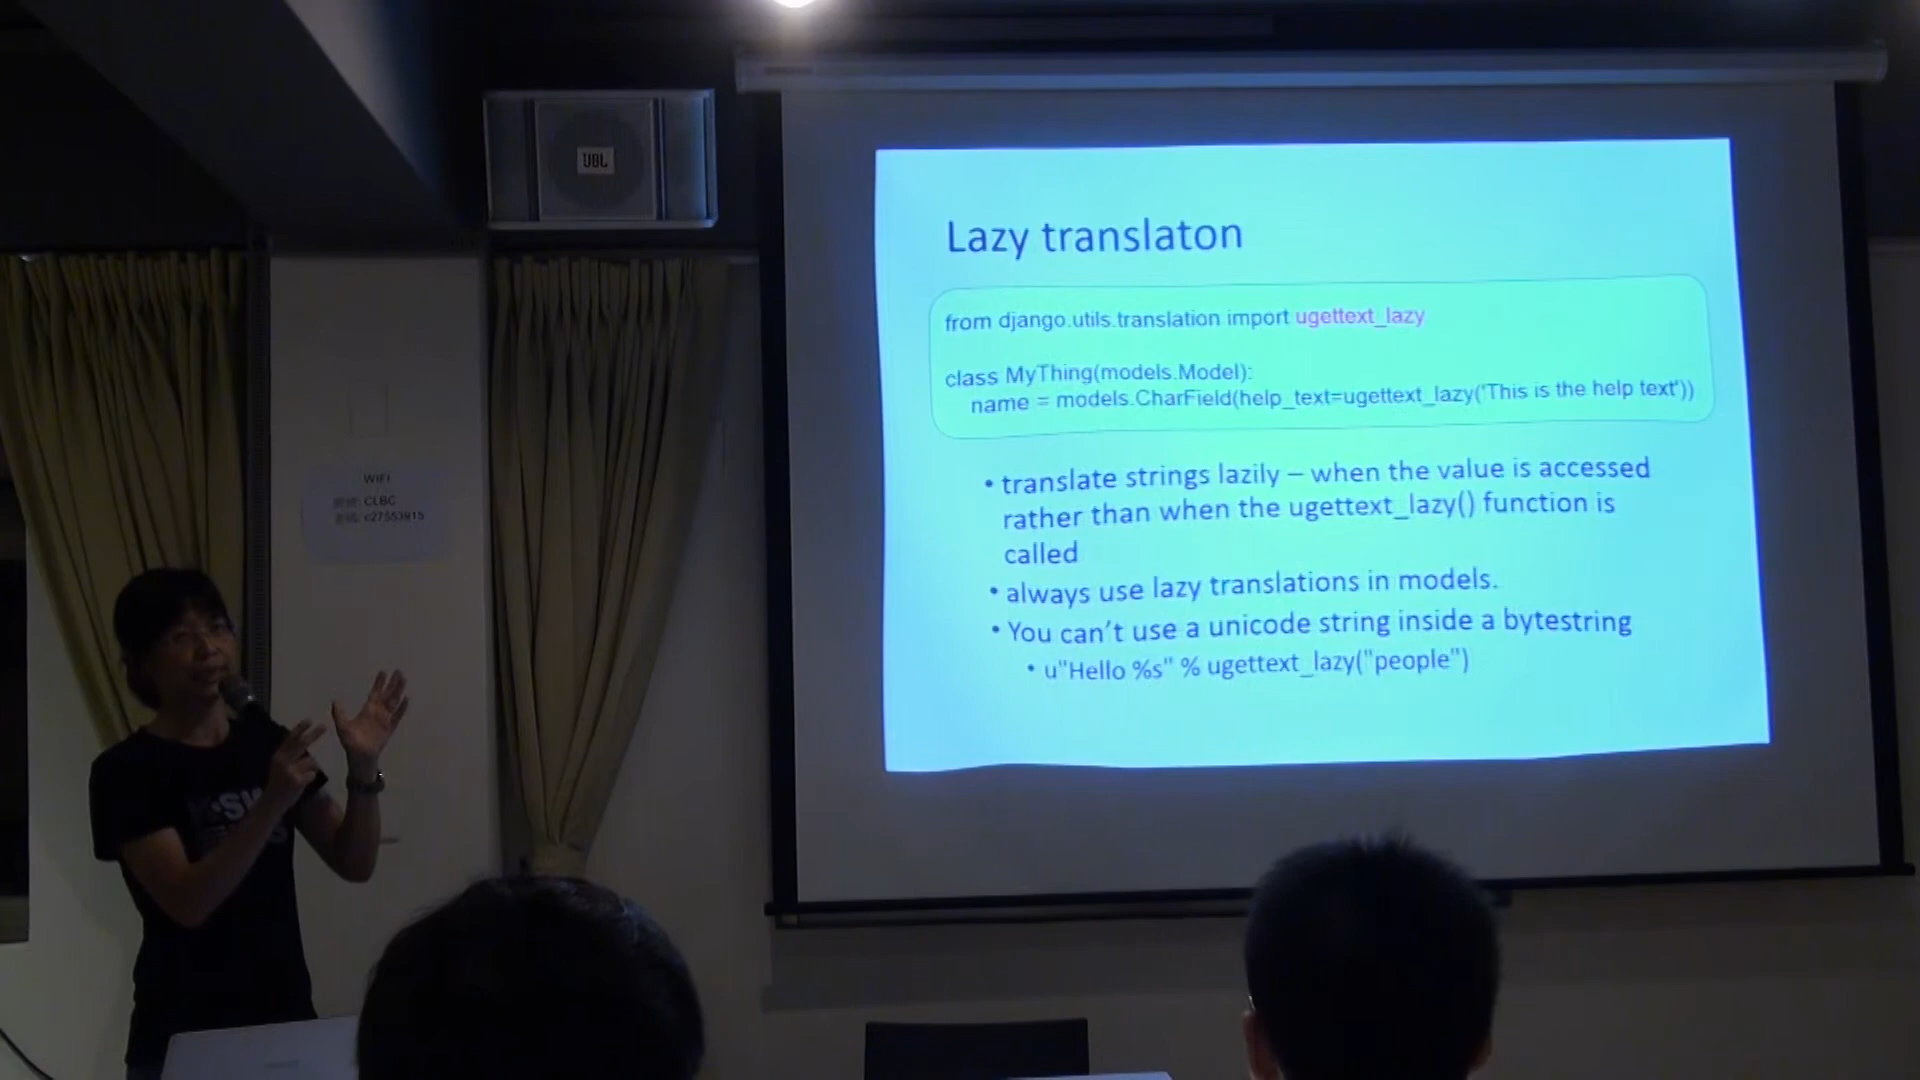 JBL
Lazy translaton
from django.utils.translation import ugettext_lazy
class MyThing(models.Model):
name = models.CharField(help_text=ugettext_lazy('This is the help text'))
• translate strings lazily – when the value is accessed
rather than when the ugettext_lazy() function is
called
• always use lazy translations in models.
• You can't use a unicode string inside a bytestring
• u"Hello %s" % ugettext_lazy("people")
WIFI
CLBC
c27553915